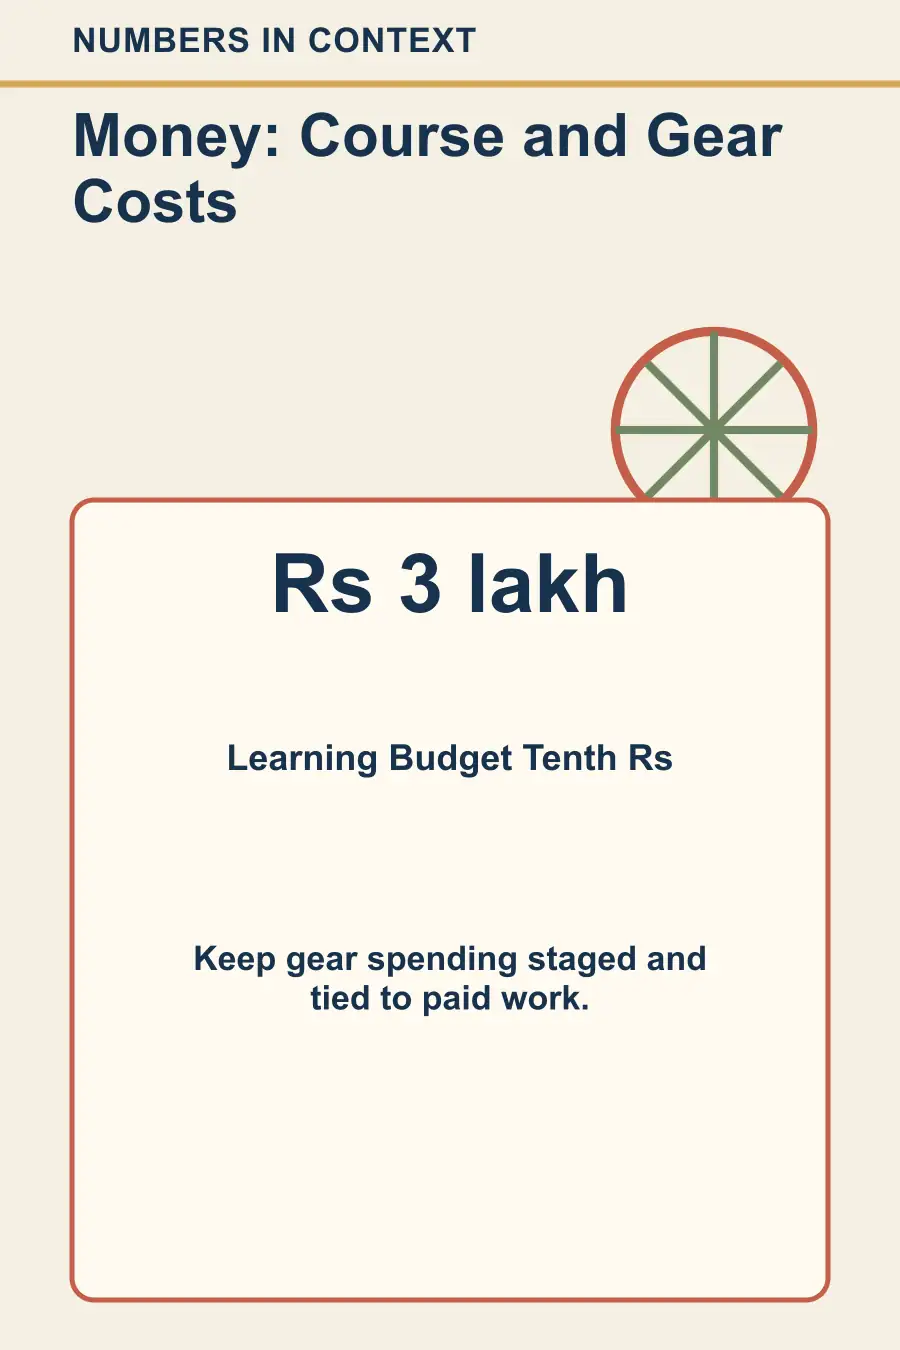 NUMBERS IN CONTEXT
Money: Course and Gear
Costs
Rs 3 lakh
Learning Budget Tenth Rs
Keep gear spending staged and
tied to paid work.